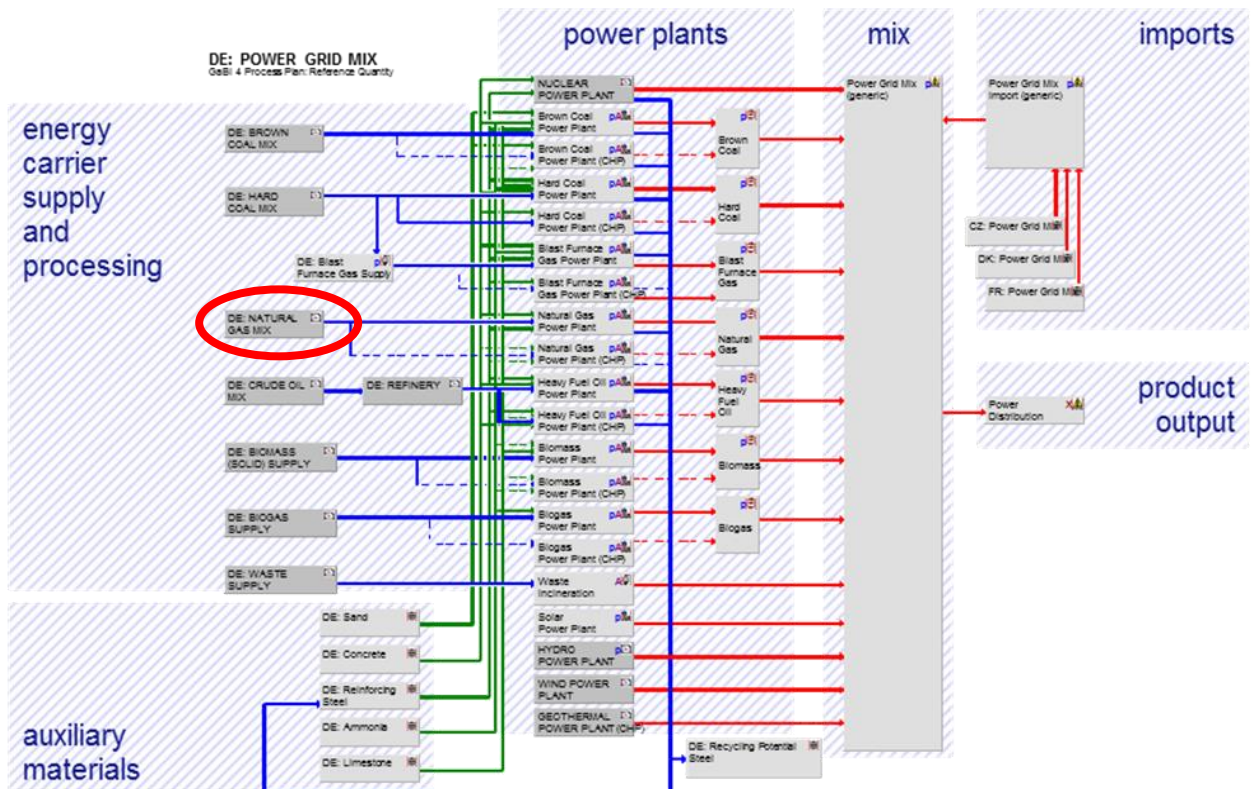 power plants
mix
imports
DE: POWER GRID MIX
GaBi 4 Process Plan: Reference Quantity
energy
carrier
supply
and
processing
DE: BROWN
COAL MIX
DE: HARD
COAL MIX
DE: Blast
Furnace Gas Supply
DE: NATURAL
GAS MIX
DE: CRUDE OIL
MIX
DE: REFINERY
DE: BIOMASS
(SOLID) SUPPLY
DE: BIOGAS
SUPPLY
DE: WASTE
SUPPLY
NUCLEAR
POWER PLANT
Brown Coal
Power Plant
Brown Coal
Power Plant (CHP)
Hard Coal
Power Plant
Hard Coal
Power Plant (CHP)
Blast Furnace
Gas Power Plant
Blast Furnace
Gas Power Plant (CHP)
Natural Gas
Power Plant
Natural Gas
Power Plant (CHP)
Heavy Fuel Oil
Power Plant
Heavy Fuel Oil
Power Plant (CHP)
Biomass
Power Plant
Biomass
Power Plant (CHP)
Biogas
Power Plant
Biogas
Power Plant (CHP)
Waste
Incineration
Solar
Power Plant
HYDRO
POWER PLANT
WIND POWER
PLANT
GEOTHERMAL
POWER PLANT (CHP)
Brown
Coal
Hard
Coal
Blast
Furnace
Gas
Natural
Gas
Heavy
Fuel
Oil
Biomass
Biogas
Power Grid Mix
(generic)
Power Grid Mix
Import (generic)
CZ: Power Grid Mix
DK: Power Grid Mix
FR: Power Grid Mix
product
output
Power
Distribution
auxiliary
materials
DE: Sand
DE: Concrete
DE: Reinforcing
Steel
DE: Ammonia
DE: Limestone
DE: Recycling Potential
Steel